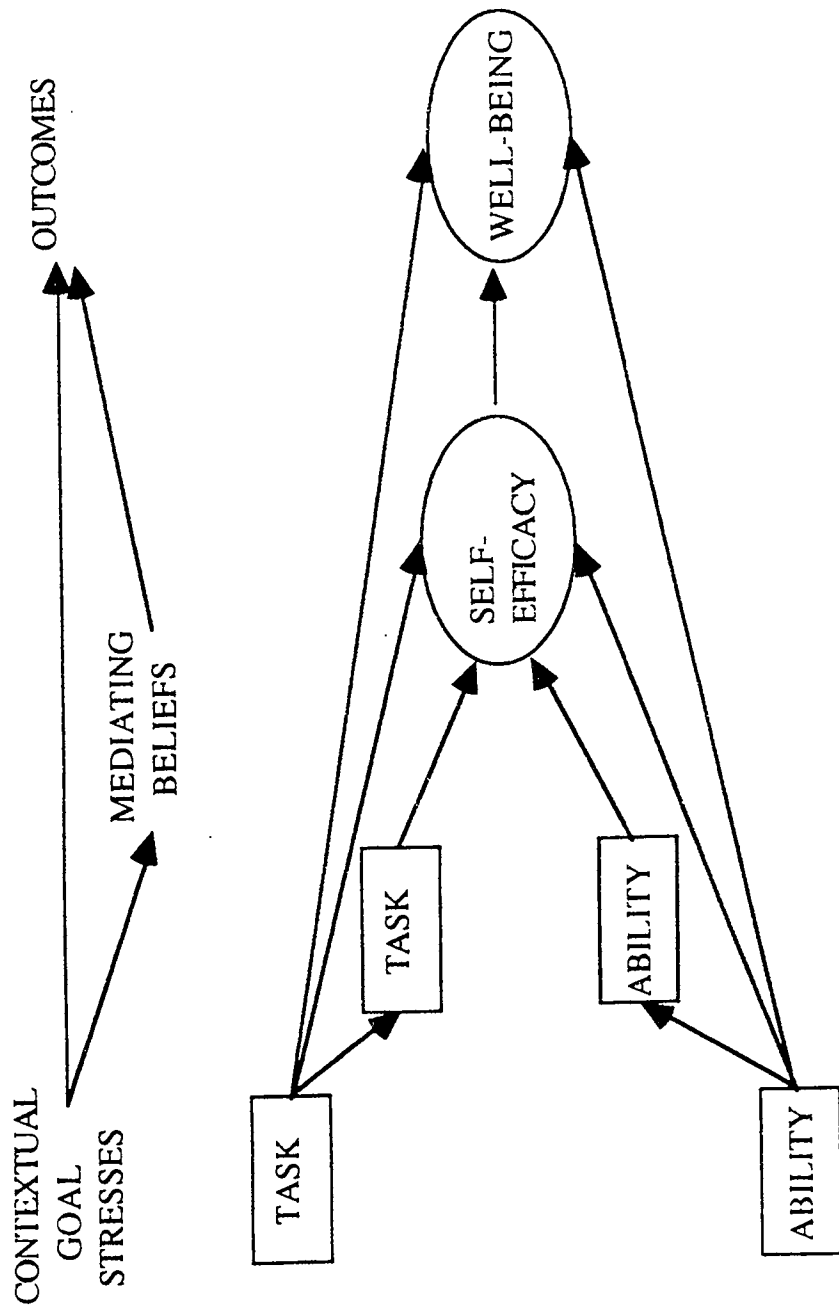 CONTEXTUAL
GOAL
STRESSES
MEDIATING
BELIEFS
OUTCOMES
TASK
TASK
SELF-
EFFICACY
WELL-BEING
ABILITY
ABILITY